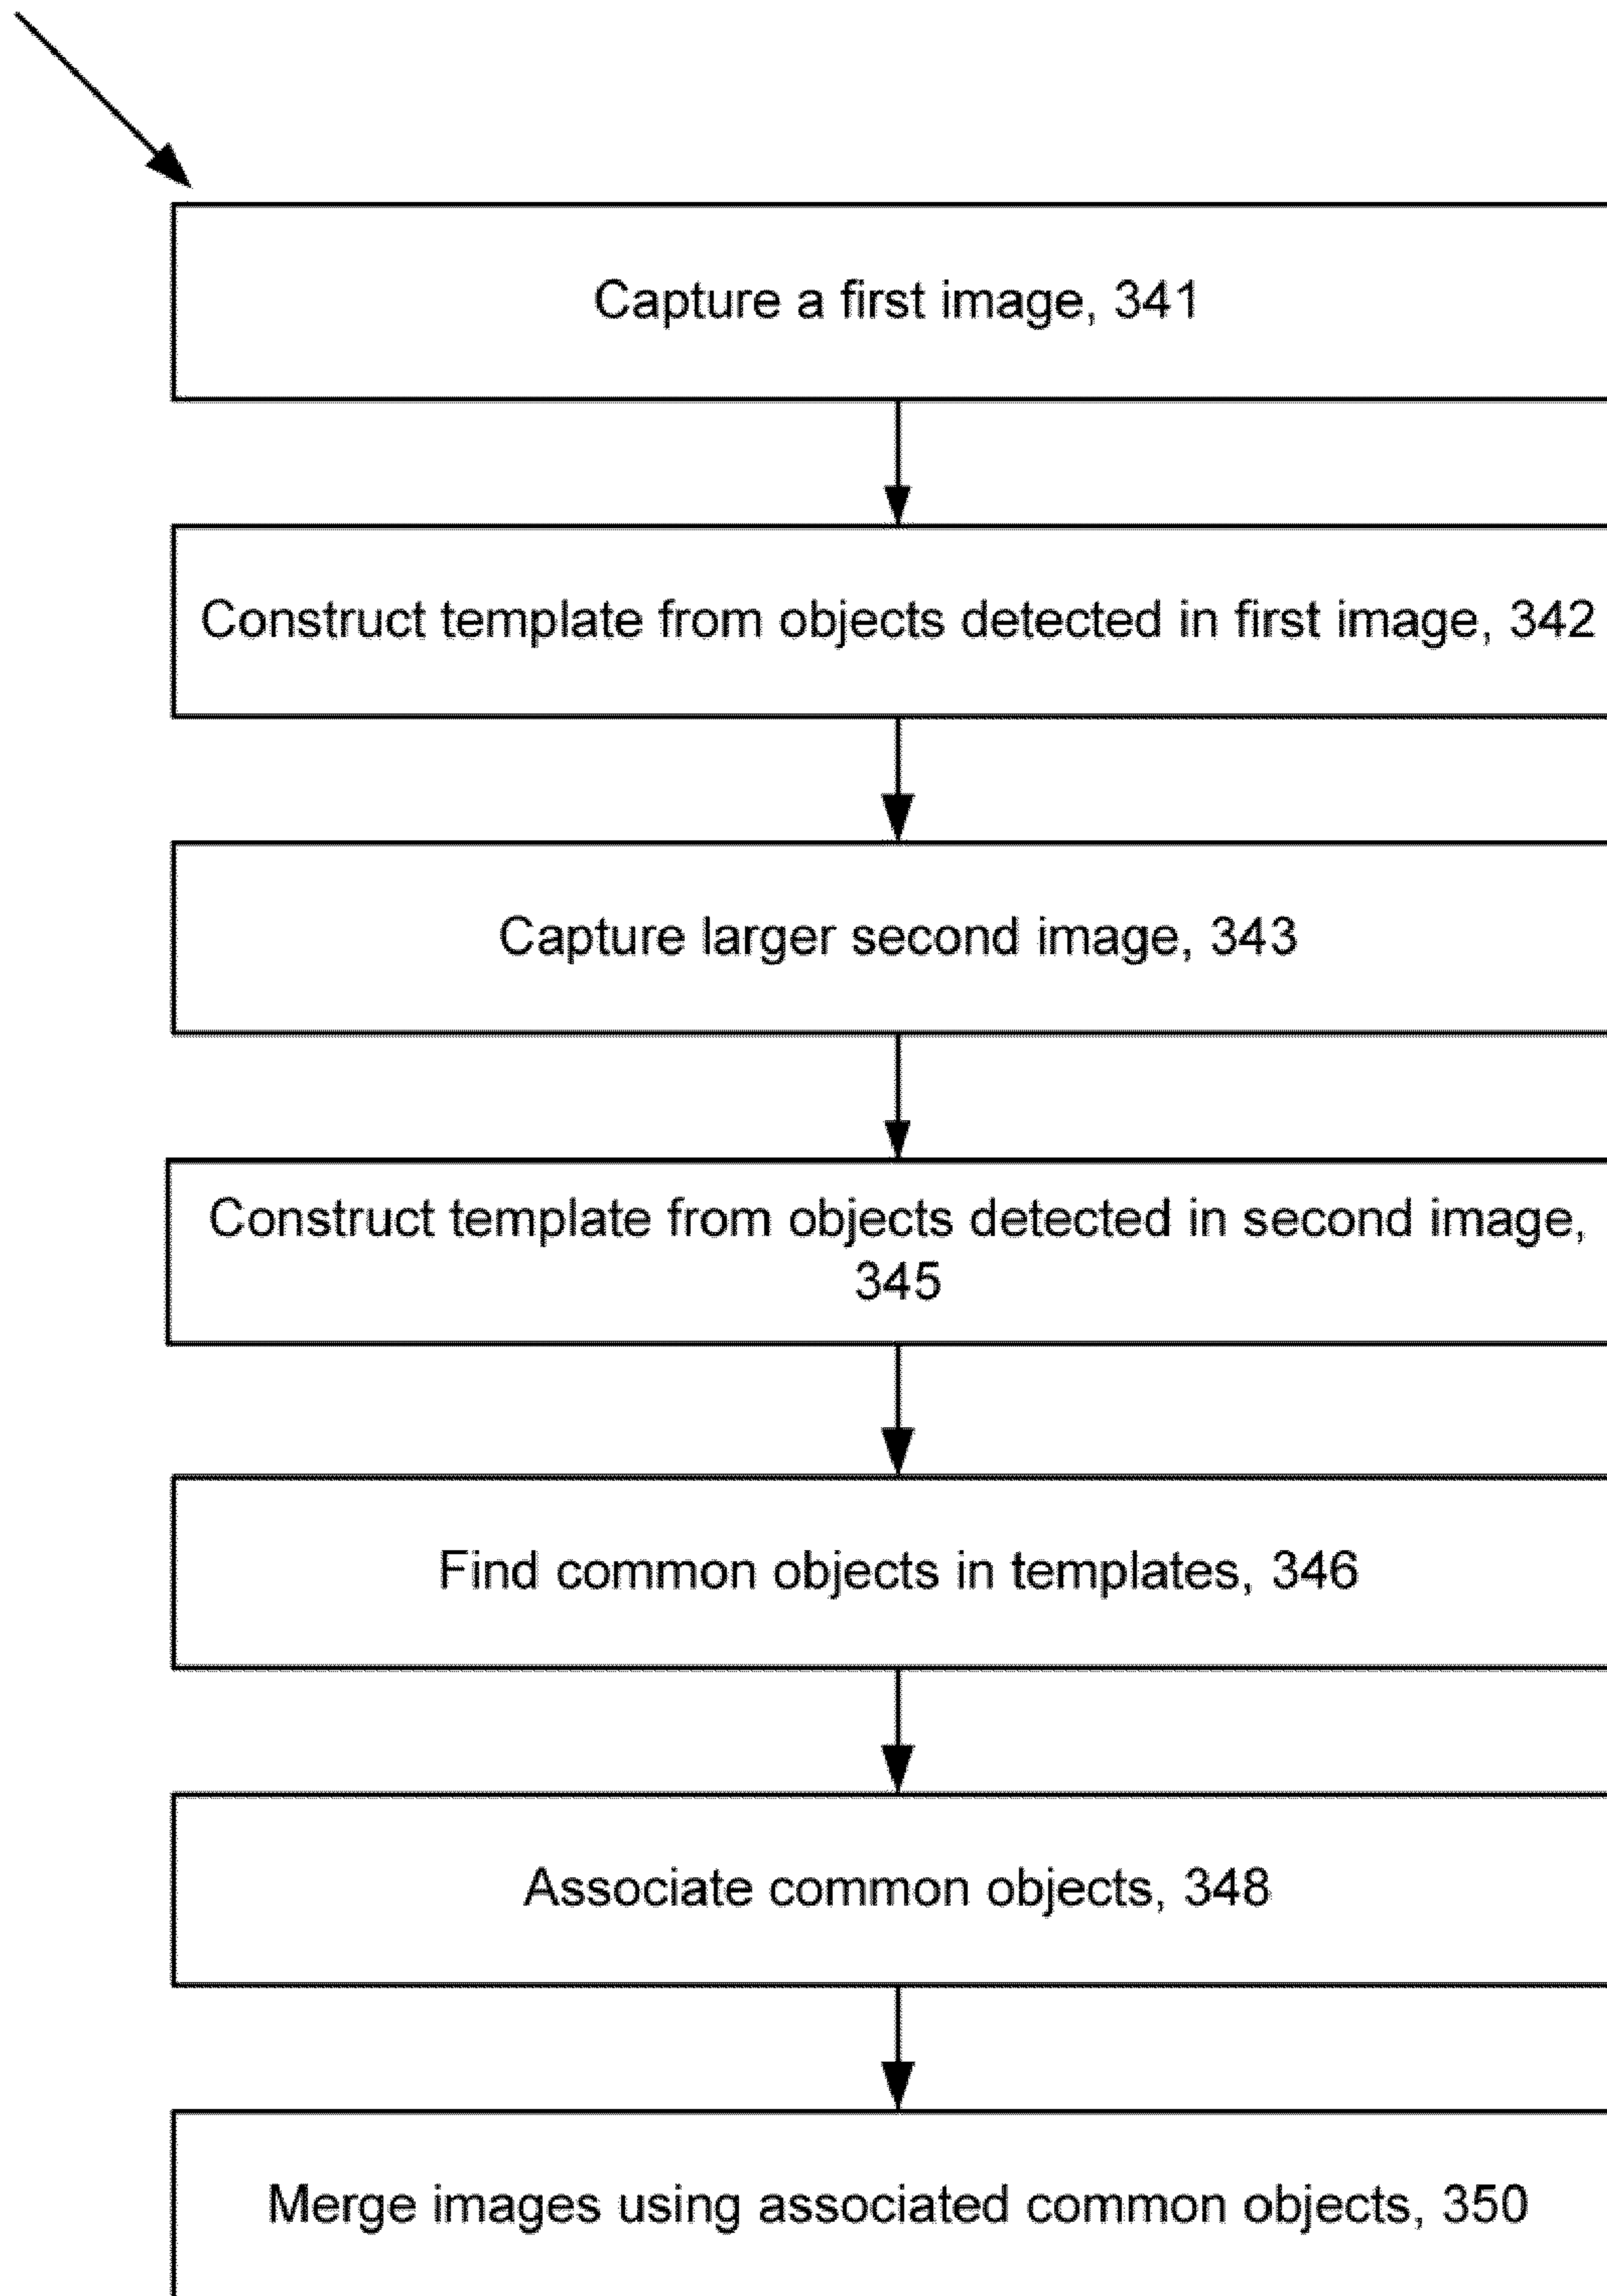 Capture a first image, 341
Construct template from objects detected in first image, 342
Capture larger second image, 343
Construct template from objects detected in second image,
345
Find common objects in templates, 346
Associate common objects, 348
Merge images using associated common objects, 350